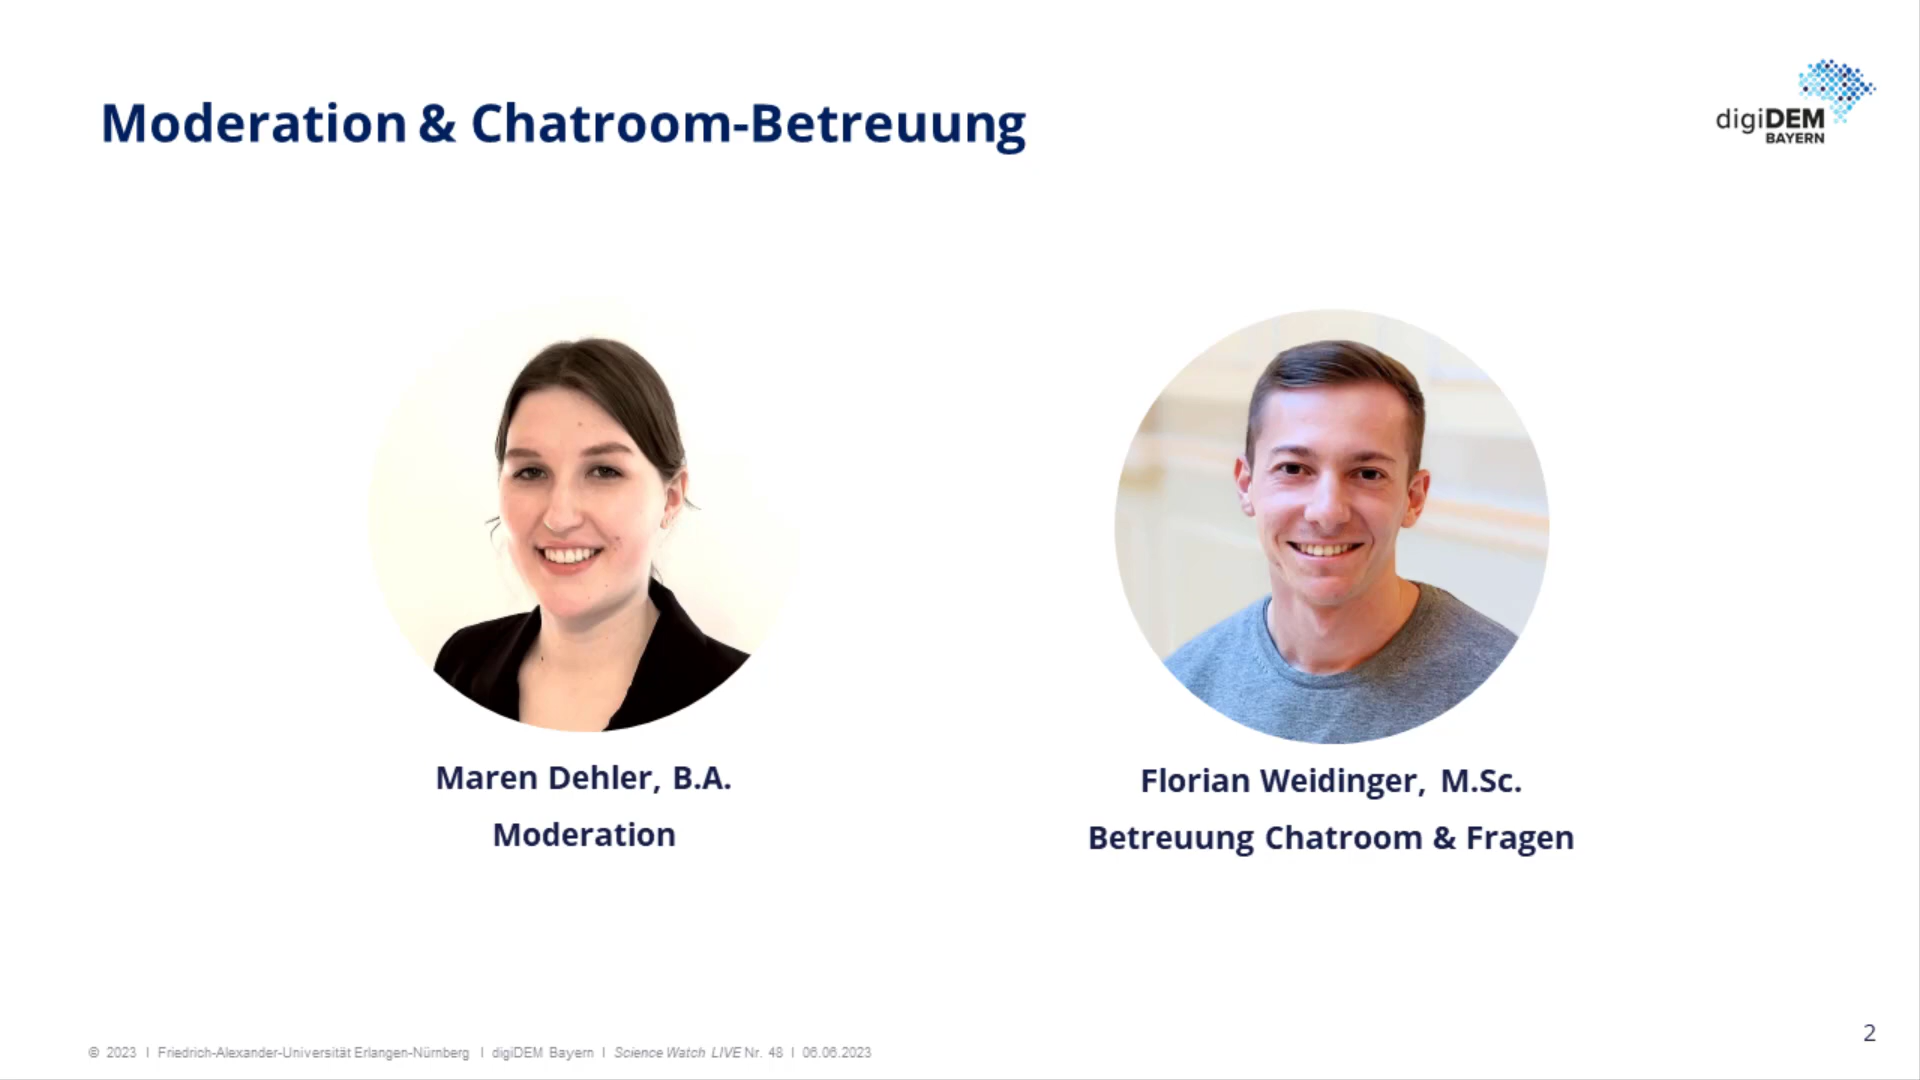 Moderation & Chatroom-Betreuung
digiDEM
BAYERN
Maren Dehler, B.A.
Moderation
Florian Weidinger, M.Sc.
Betreuung Chatroom & Fragen
© 2023 I Friedrich-Alexander-Universität Erlangen-Nürnberg I digiDEM Bayern I Science Watch LIVE Nr. 48 I 06.06.2023
2